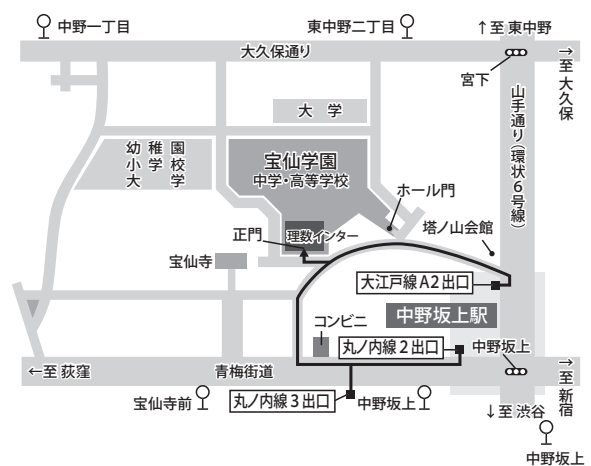 中野一丁目
東中野二丁目
↑至 東中野
大久保通り
→至 大久保
宮下
大　学
山手通り（環状6号線）
幼 稚 園
小 学 校
大　　学
宝仙学園
中学・高等学校
ホール門
塔ノ山会館
正門
理数インター
宝仙寺
大江戸線A2出口
中野坂上駅
コンビニ
丸ノ内線2出口
中野坂上
←至 荻窪
青梅街道
→至 新宿
宝仙寺前
丸ノ内線3出口
中野坂上
↓至 渋谷
中野坂上